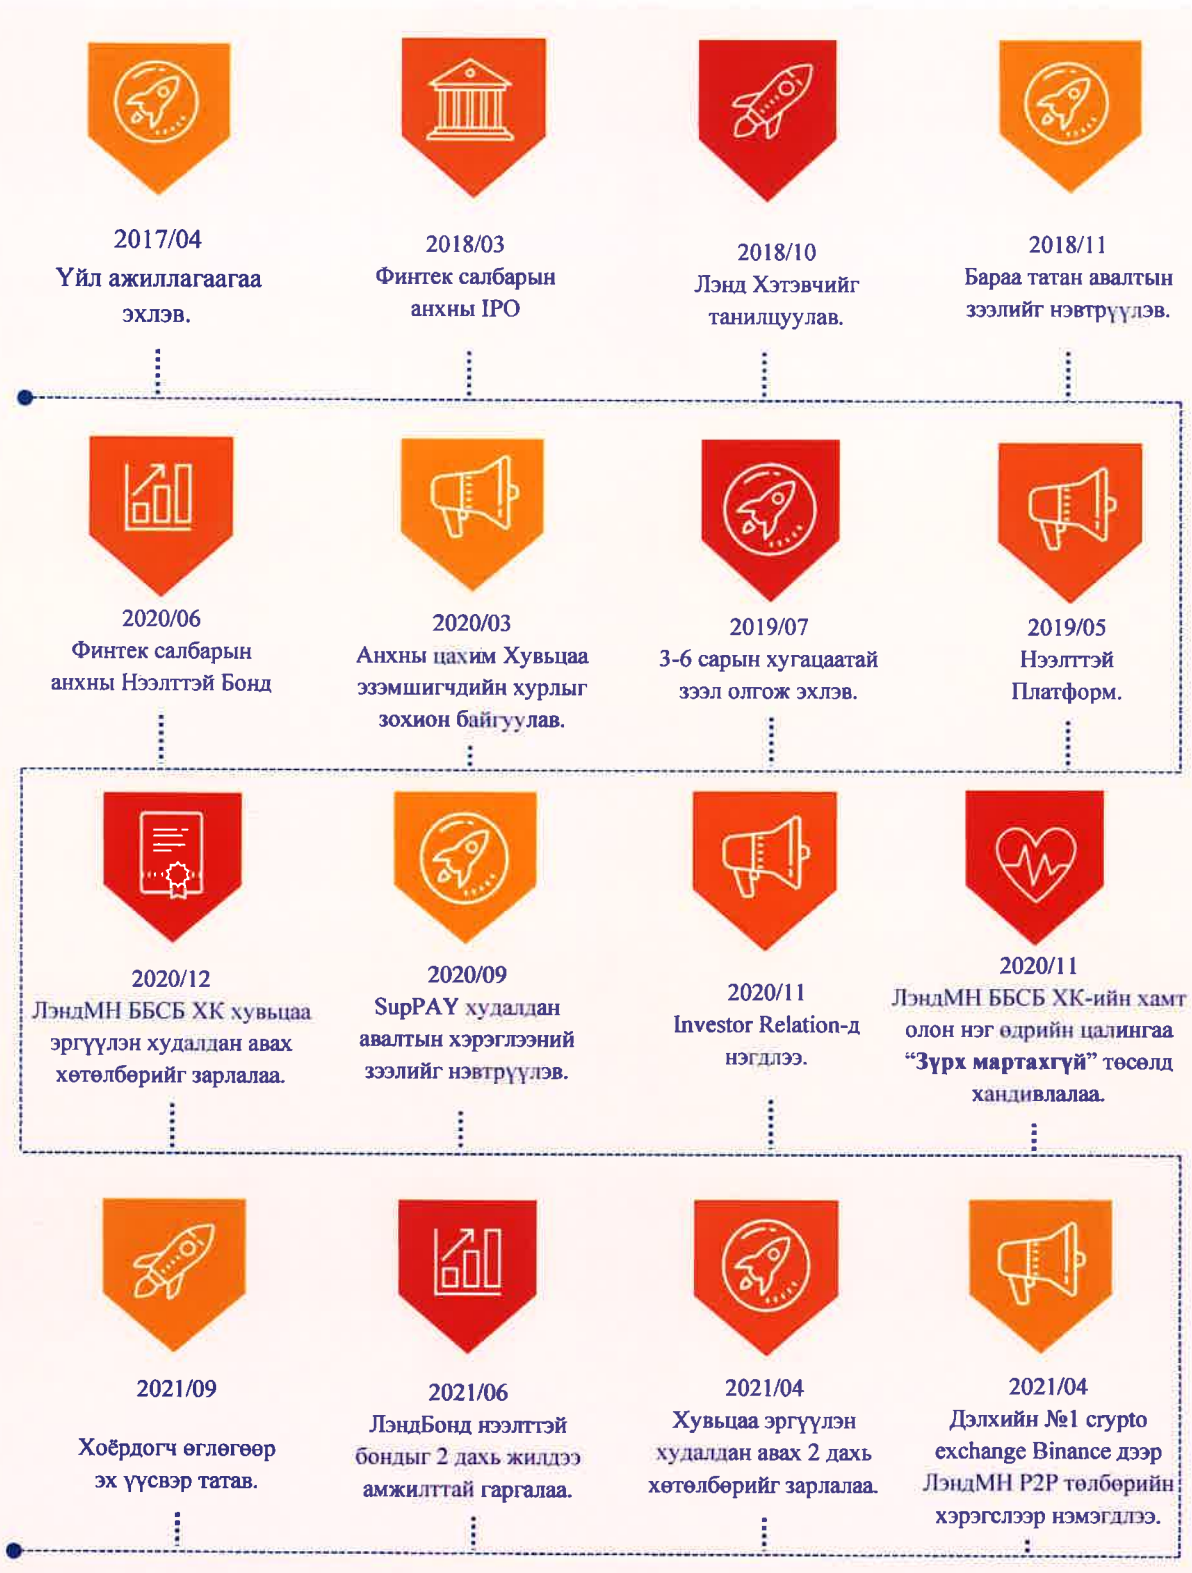 2017/04
Үйл ажиллагаагаа
эхлэв.
2018/03
Финтек салбарын
анхны IPO
2018/10
Лэнд Хэтэвчийг
танилцуулав.
2018/11
Бараа татан авалтын
зээлийг нэвтрүүлэв.
2020/06
Финтек салбарын
анхны Нээлттэй Бонд
2020/03
Анхны цахим Хувьцаа
эзэмшигчдийн хурлыг
зохион байгуулав.
2019/07
3-6 сарын хугацаатай
зээл олгож эхлэв.
2019/05
Нээлттэй
Платформ.
2020/12
ЛэндМН ББСБ ХК хувьцаа
эргүүлэн худалдан авах
хөтөлбөрийг зарлалаа.
2020/09
SupPAY худалдан
авалтын хэрэглээний
зээлийг нэвтрүүлэв.
2020/11
Investor Relation-д
нэгдлээ.
2020/11
ЛэндМН ББСБ ХК-ийн хамт
олон нэг өдрийн цалингаа
“Зүрх мартахгүй” төсөлд
хандивлалаа.
2021/09
Хоёрдогч өглөгөөр
эх үүсвэр татав.
2021/06
ЛэндБонд нээлттэй
бондыг 2 дахь жилдээ
амжилттай гаргалаа.
2021/04
Хувьцаа эргүүлэн
худалдан авах 2 дахь
хөтөлбөрийг зарлалаа.
2021/04
Дэлхийн №1 crypto
exchange Binance дээр
ЛэндМН P2P төлбөрийн
хэрэгслээр нэмэгдлээ.